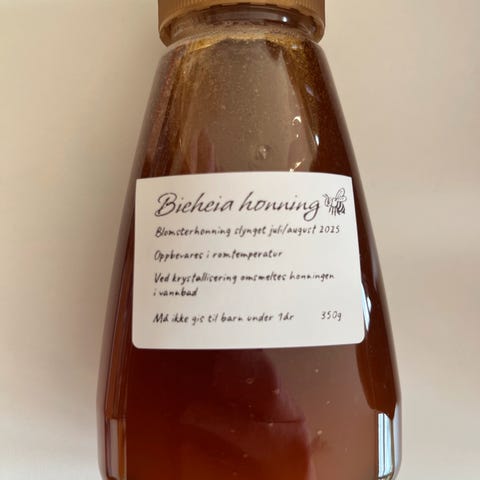 Bieheia honning
Blomsterhonning slynget juli/august 2025
Oppbevares i romtemperatur
Ved krystallisering omsmeltes honningen
i vannbad
Må ikke gis til barn under 1år 350g